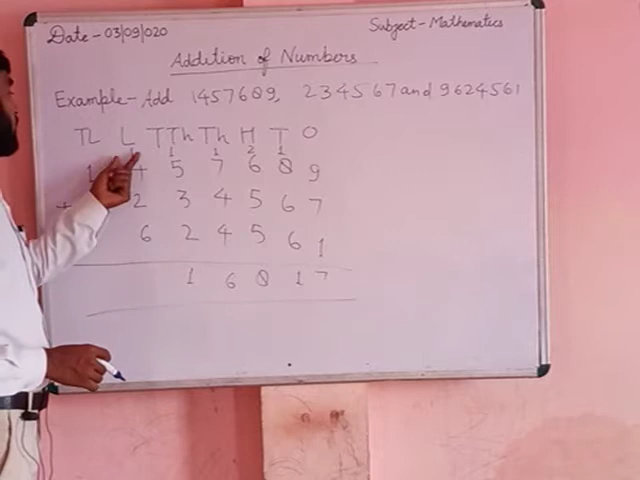 Date - 03/09/020
Subject - Mathematics
Addition of Numbers
Example - Add 1457689, 234567 and 9624561
TL L TTh Th H T O
1 1 1 2 1
1 4 5 7 6 8 9
+ 2 3 4 5 6 7
6 2 4 5 6 1
1 6 8 1 7